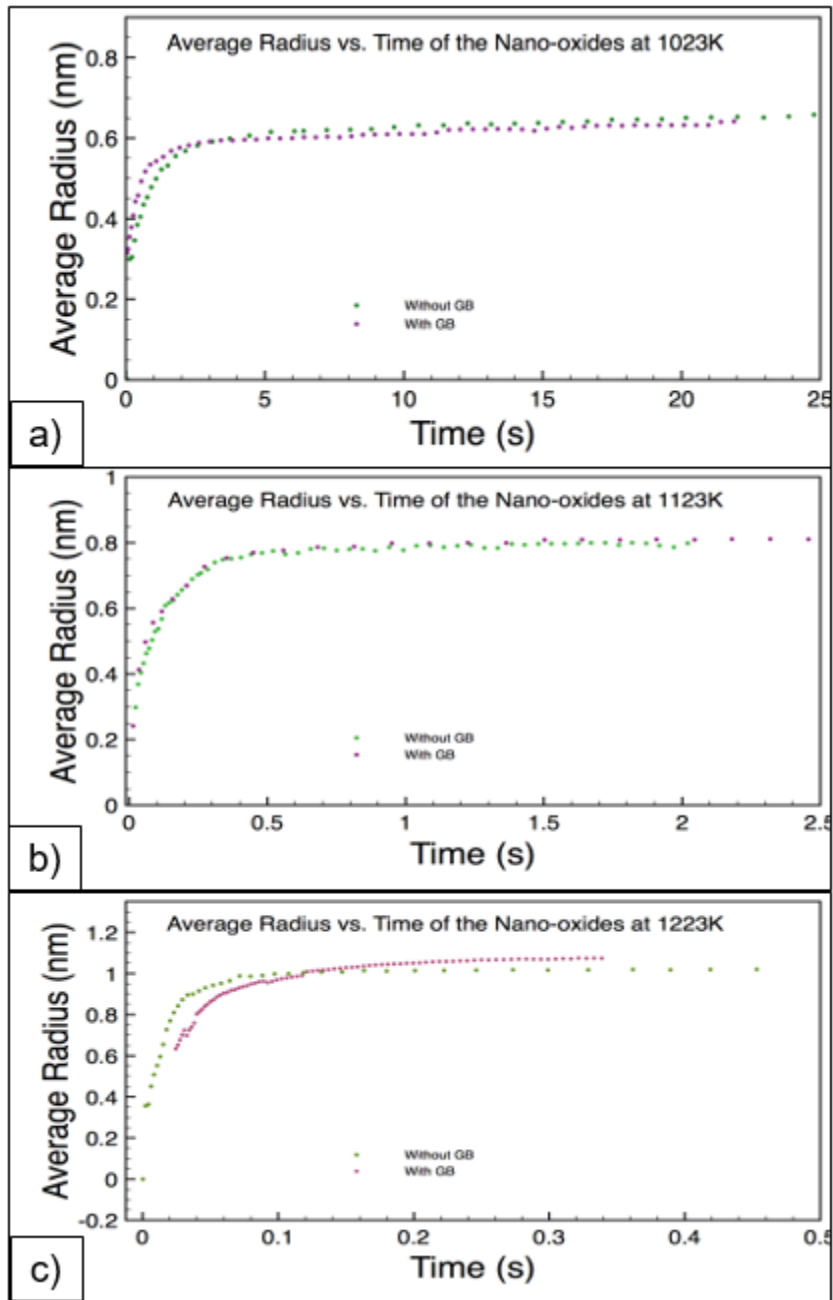 Average Radius vs. Time of the Nano-oxides at 1023K
0.8
0.6
0.4
0.2
0
Average Radius (nm)
Without GB
With GB
0 5 10 15 20 25
Time (s)
a)
Average Radius vs. Time of the Nano-oxides at 1123K
1
0.8
0.6
0.4
0.2
0
Average Radius (nm)
Without GB
With GB
0 0.5 1 1.5 2 2.5
Time (s)
b)
Average Radius vs. Time of the Nano-oxides at 1223K
1.2
1
0.8
0.6
0.4
0.2
0
-0.2
Average Radius (nm)
Without GB
With GB
0 0.1 0.2 0.3 0.4 0.5
Time (s)
c)